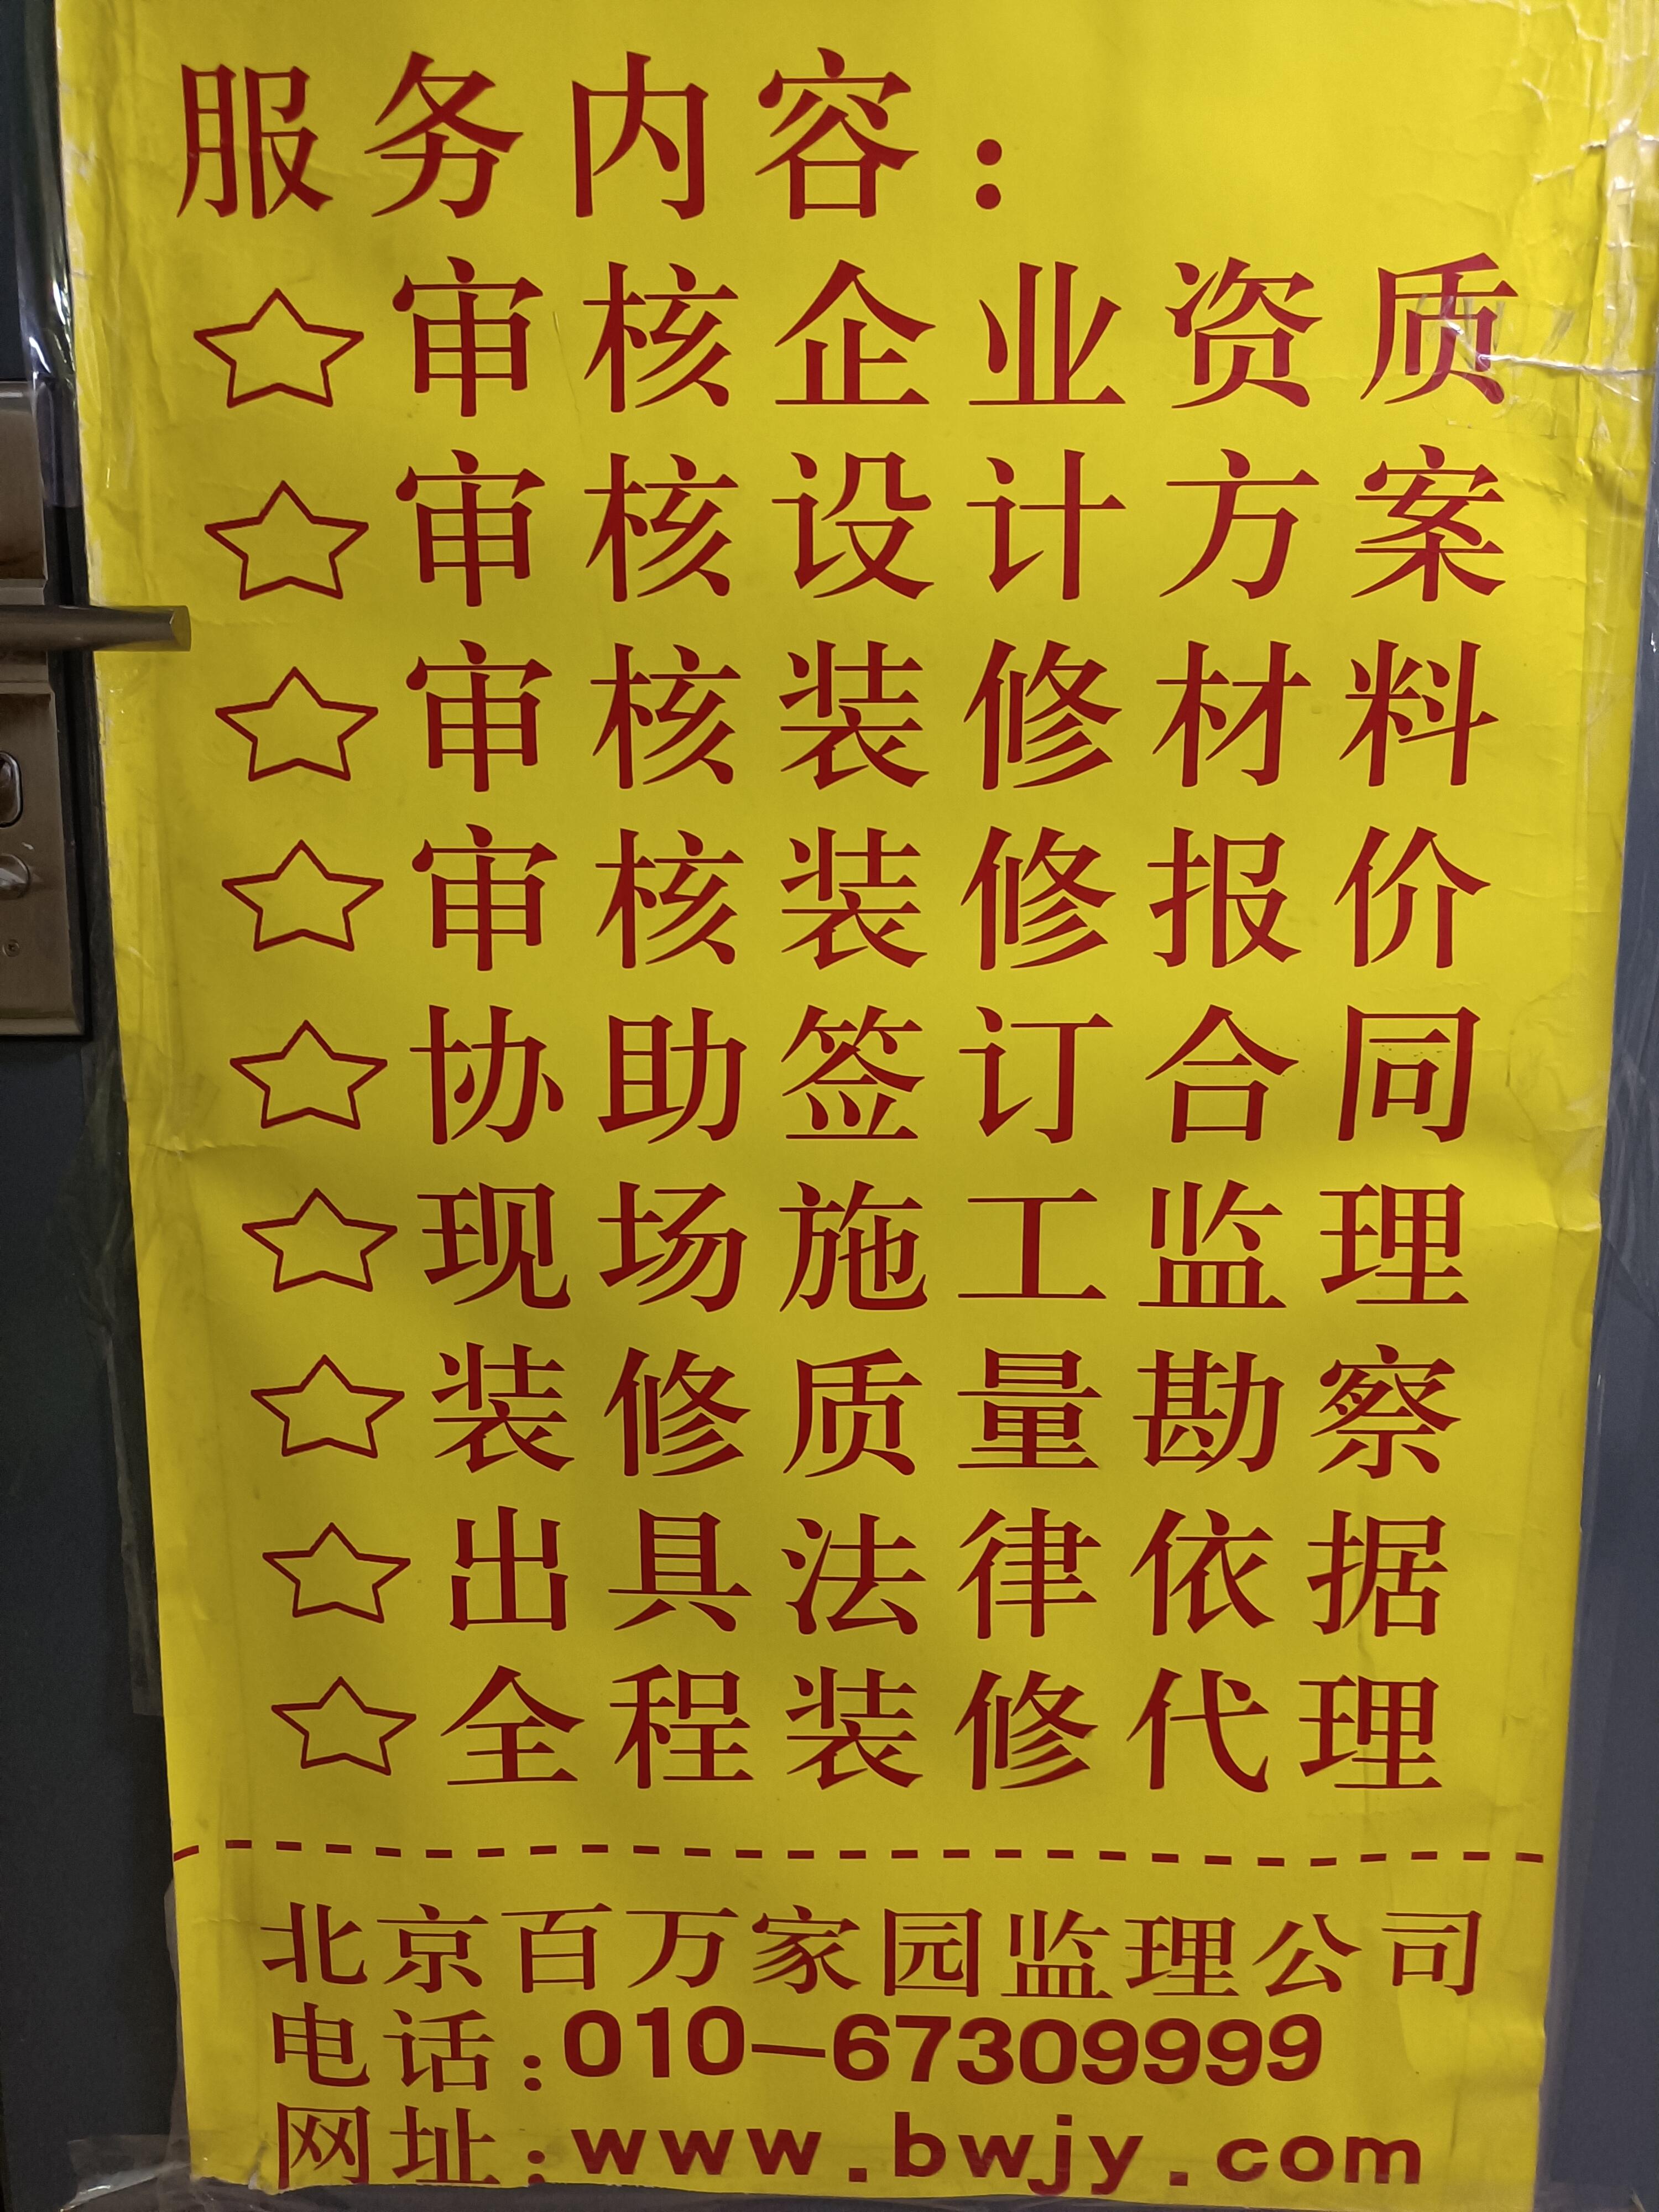 服务内容：
☆审核企业资质
☆审核设计方案
☆审核装修材料
☆审核装修报价
☆协助签订合同
☆现场施工监理
☆装修质量勘察
☆出具法律依据
☆全程装修代理
北京百万家园监理公司
电话:010—67309999
网址:www.bwjy.com